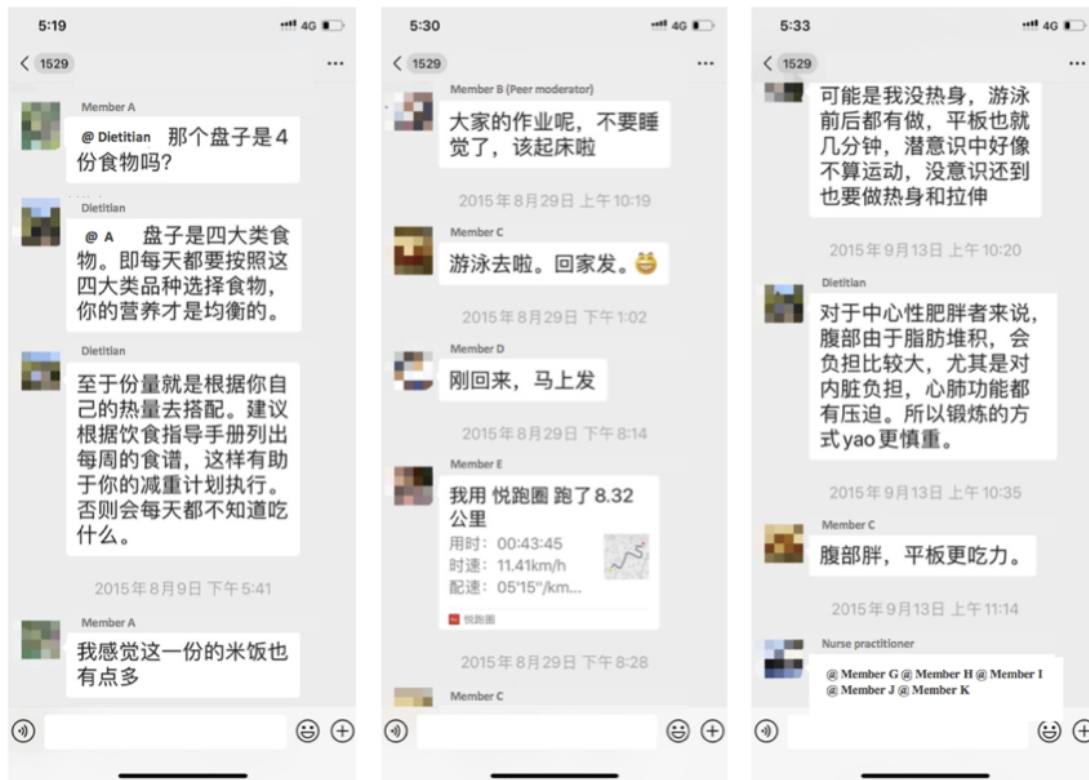 5:19
4G
1529
Member A
@ Dietitian 那个盘子是4
份食物吗?
Dietitian
@ A 盘子是四大类食
物。即每天都要按照这
四大类品种选择食物，
你的营养才是均衡的。
Dietitian
至于份量就是根据你自
己的热量去搭配。建议
根据饮食指导手册列出
每周的食谱，这样有助
于你的减重计划执行。
否则会每天都不知道吃
什么。
2015年8月9日 下午5:41
Member A
我感觉这一份的米饭也
有点多
5:30
4G
1529
Member B (Peer moderator)
大家的作业呢，不要睡
觉了，该起床啦
2015年8月29日 上午10:19
Member C
游泳去啦。回家发。
2015年8月29日 下午1:02
Member D
刚回来，马上发
2015年8月29日 下午8:14
Member E
我用 悦跑圈 跑了8.32
公里
用时：00:43:45
时速：11.41km/h
配速：05'15"/km...
悦跑圈
2015年8月29日 下午8:28
Member C
5:33
4G
1529
可能是我没热身，游泳
前后都有做，平板也就
几分钟，潜意识中好像
不算运动，没意识还到
也要做热身和拉伸
2015年9月13日 上午10:20
Dietitian
对于中心性肥胖者来说，
腹部由于脂肪堆积，会
负担比较大，尤其是对
内脏负担，心肺功能都
有压迫。所以锻炼的方
式yao更慎重。
2015年9月13日 上午10:35
Member C
腹部胖，平板更吃力。
2015年9月13日 上午11:14
Nurse practitioner
@ Member G @ Member H @ Member I
@ Member J @ Member K